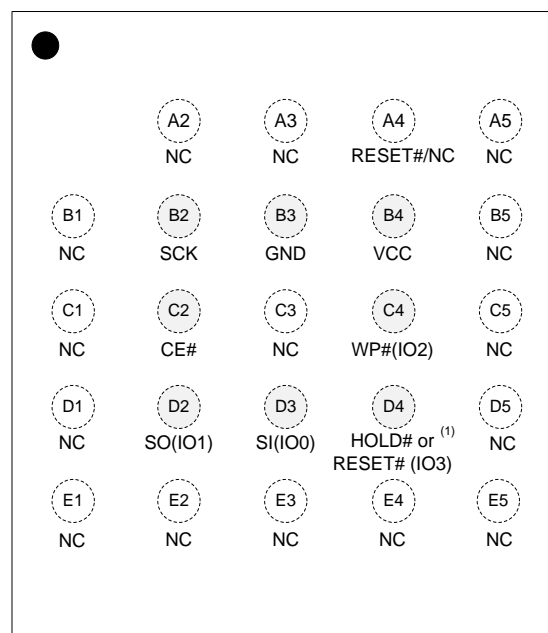 A2 A3 A4 A5
NC NC RESET#/NC NC
B1 B2 B3 B4 B5
NC SCK GND VCC NC
C1 C2 C3 C4 C5
NC CE# NC WP#(IO2) NC
D1 D2 D3 D4 D5
NC SO(IO1) SI(IO0) HOLD# or (1) NC
RESET# (IO3)
E1 E2 E3 E4 E5
NC NC NC NC NC